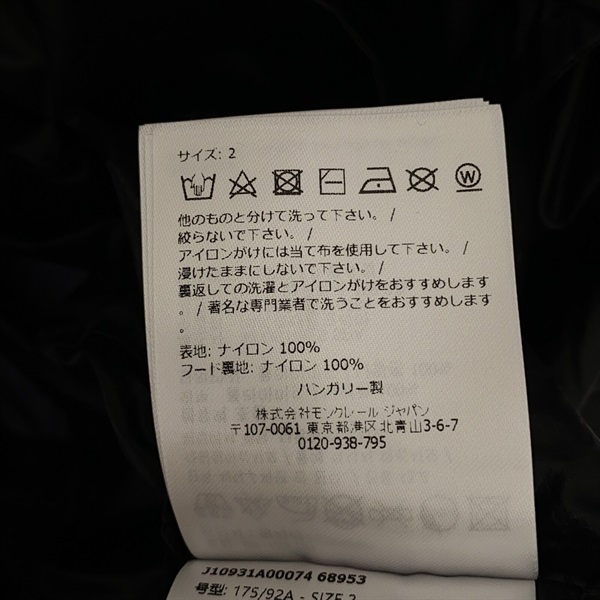 サイズ: 2
W
他のものと分けて洗って下さい。 /
絞らないで下さい。 /
アイロンがけには当て布を使用して下さい。 /
浸けたままにしないで下さい。 /
裏返しての洗濯とアイロンがけをおすすめします
。 / 著名な専門業者で洗うことをおすすめします
。
表地: ナイロン 100%
フード裏地: ナイロン 100%
ハンガリー製
株式会社モンクレール ジャパン
〒107-0061 東京都港区北青山3-6-7
0120-938-795
J10931A00074 68953
号型: 175/92A - SIZE 2